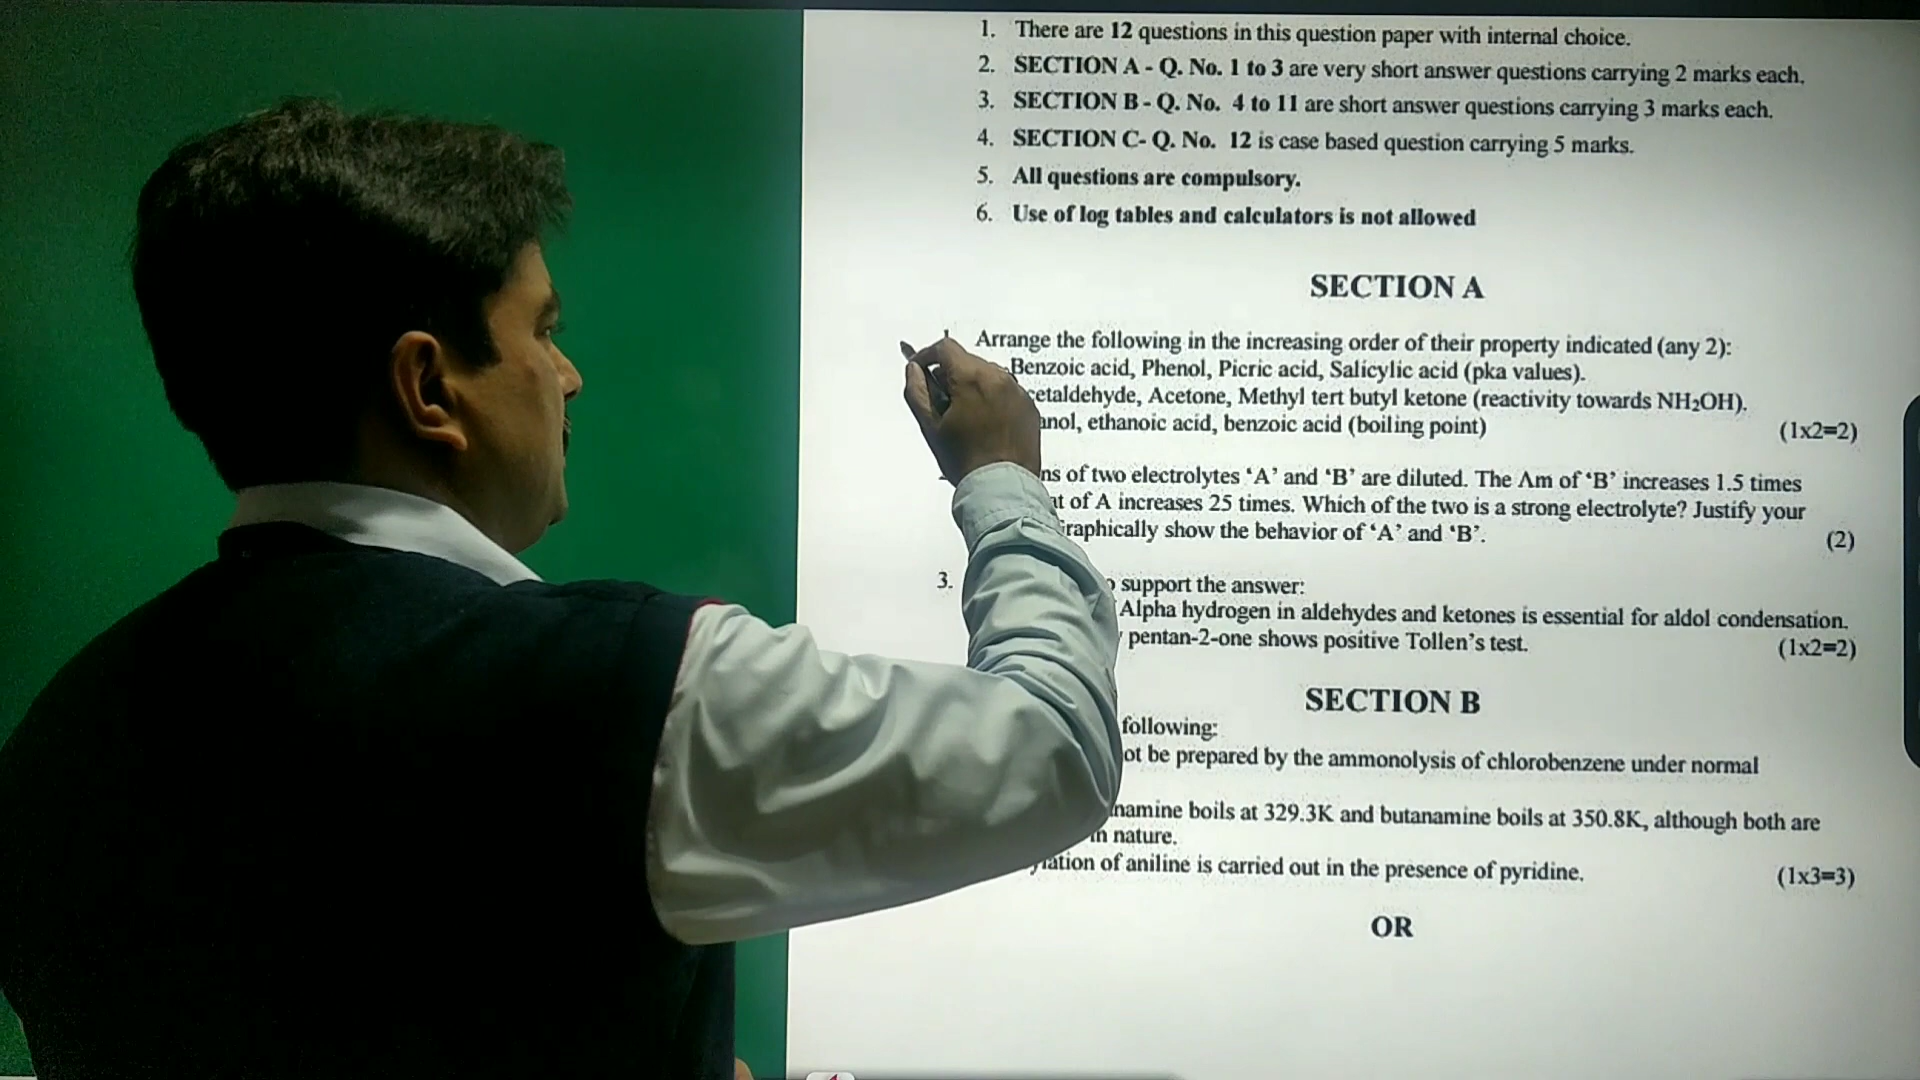 1. There are 12 questions in this question paper with internal choice.
2. SECTION A - Q. No. 1 to 3 are very short answer questions carrying 2 marks each.
3. SECTION B - Q. No. 4 to 11 are short answer questions carrying 3 marks each.
4. SECTION C- Q. No. 12 is case based question carrying 5 marks.
5. All questions are compulsory.
6. Use of log tables and calculators is not allowed
SECTION A
Arrange the following in the increasing order of their property indicated (any 2):
Benzoic acid, Phenol, Picric acid, Salicylic acid (pka values).
cetaldehyde, Acetone, Methyl tert butyl ketone (reactivity towards NH₂OH).
anol, ethanoic acid, benzoic acid (boiling point) (1x2=2)
ns of two electrolytes ‘A’ and ‘B’ are diluted. The Λm of ‘B’ increases 1.5 times
at of A increases 25 times. Which of the two is a strong electrolyte? Justify your
Graphically show the behavior of ‘A’ and ‘B’. (2)
3. support the answer:
Alpha hydrogen in aldehydes and ketones is essential for aldol condensation.
pentan-2-one shows positive Tollen’s test. (1x2=2)
SECTION B
following:
ot be prepared by the ammonolysis of chlorobenzene under normal
namine boils at 329.3K and butanamine boils at 350.8K, although both are
in nature.
lation of aniline is carried out in the presence of pyridine. (1x3=3)
OR